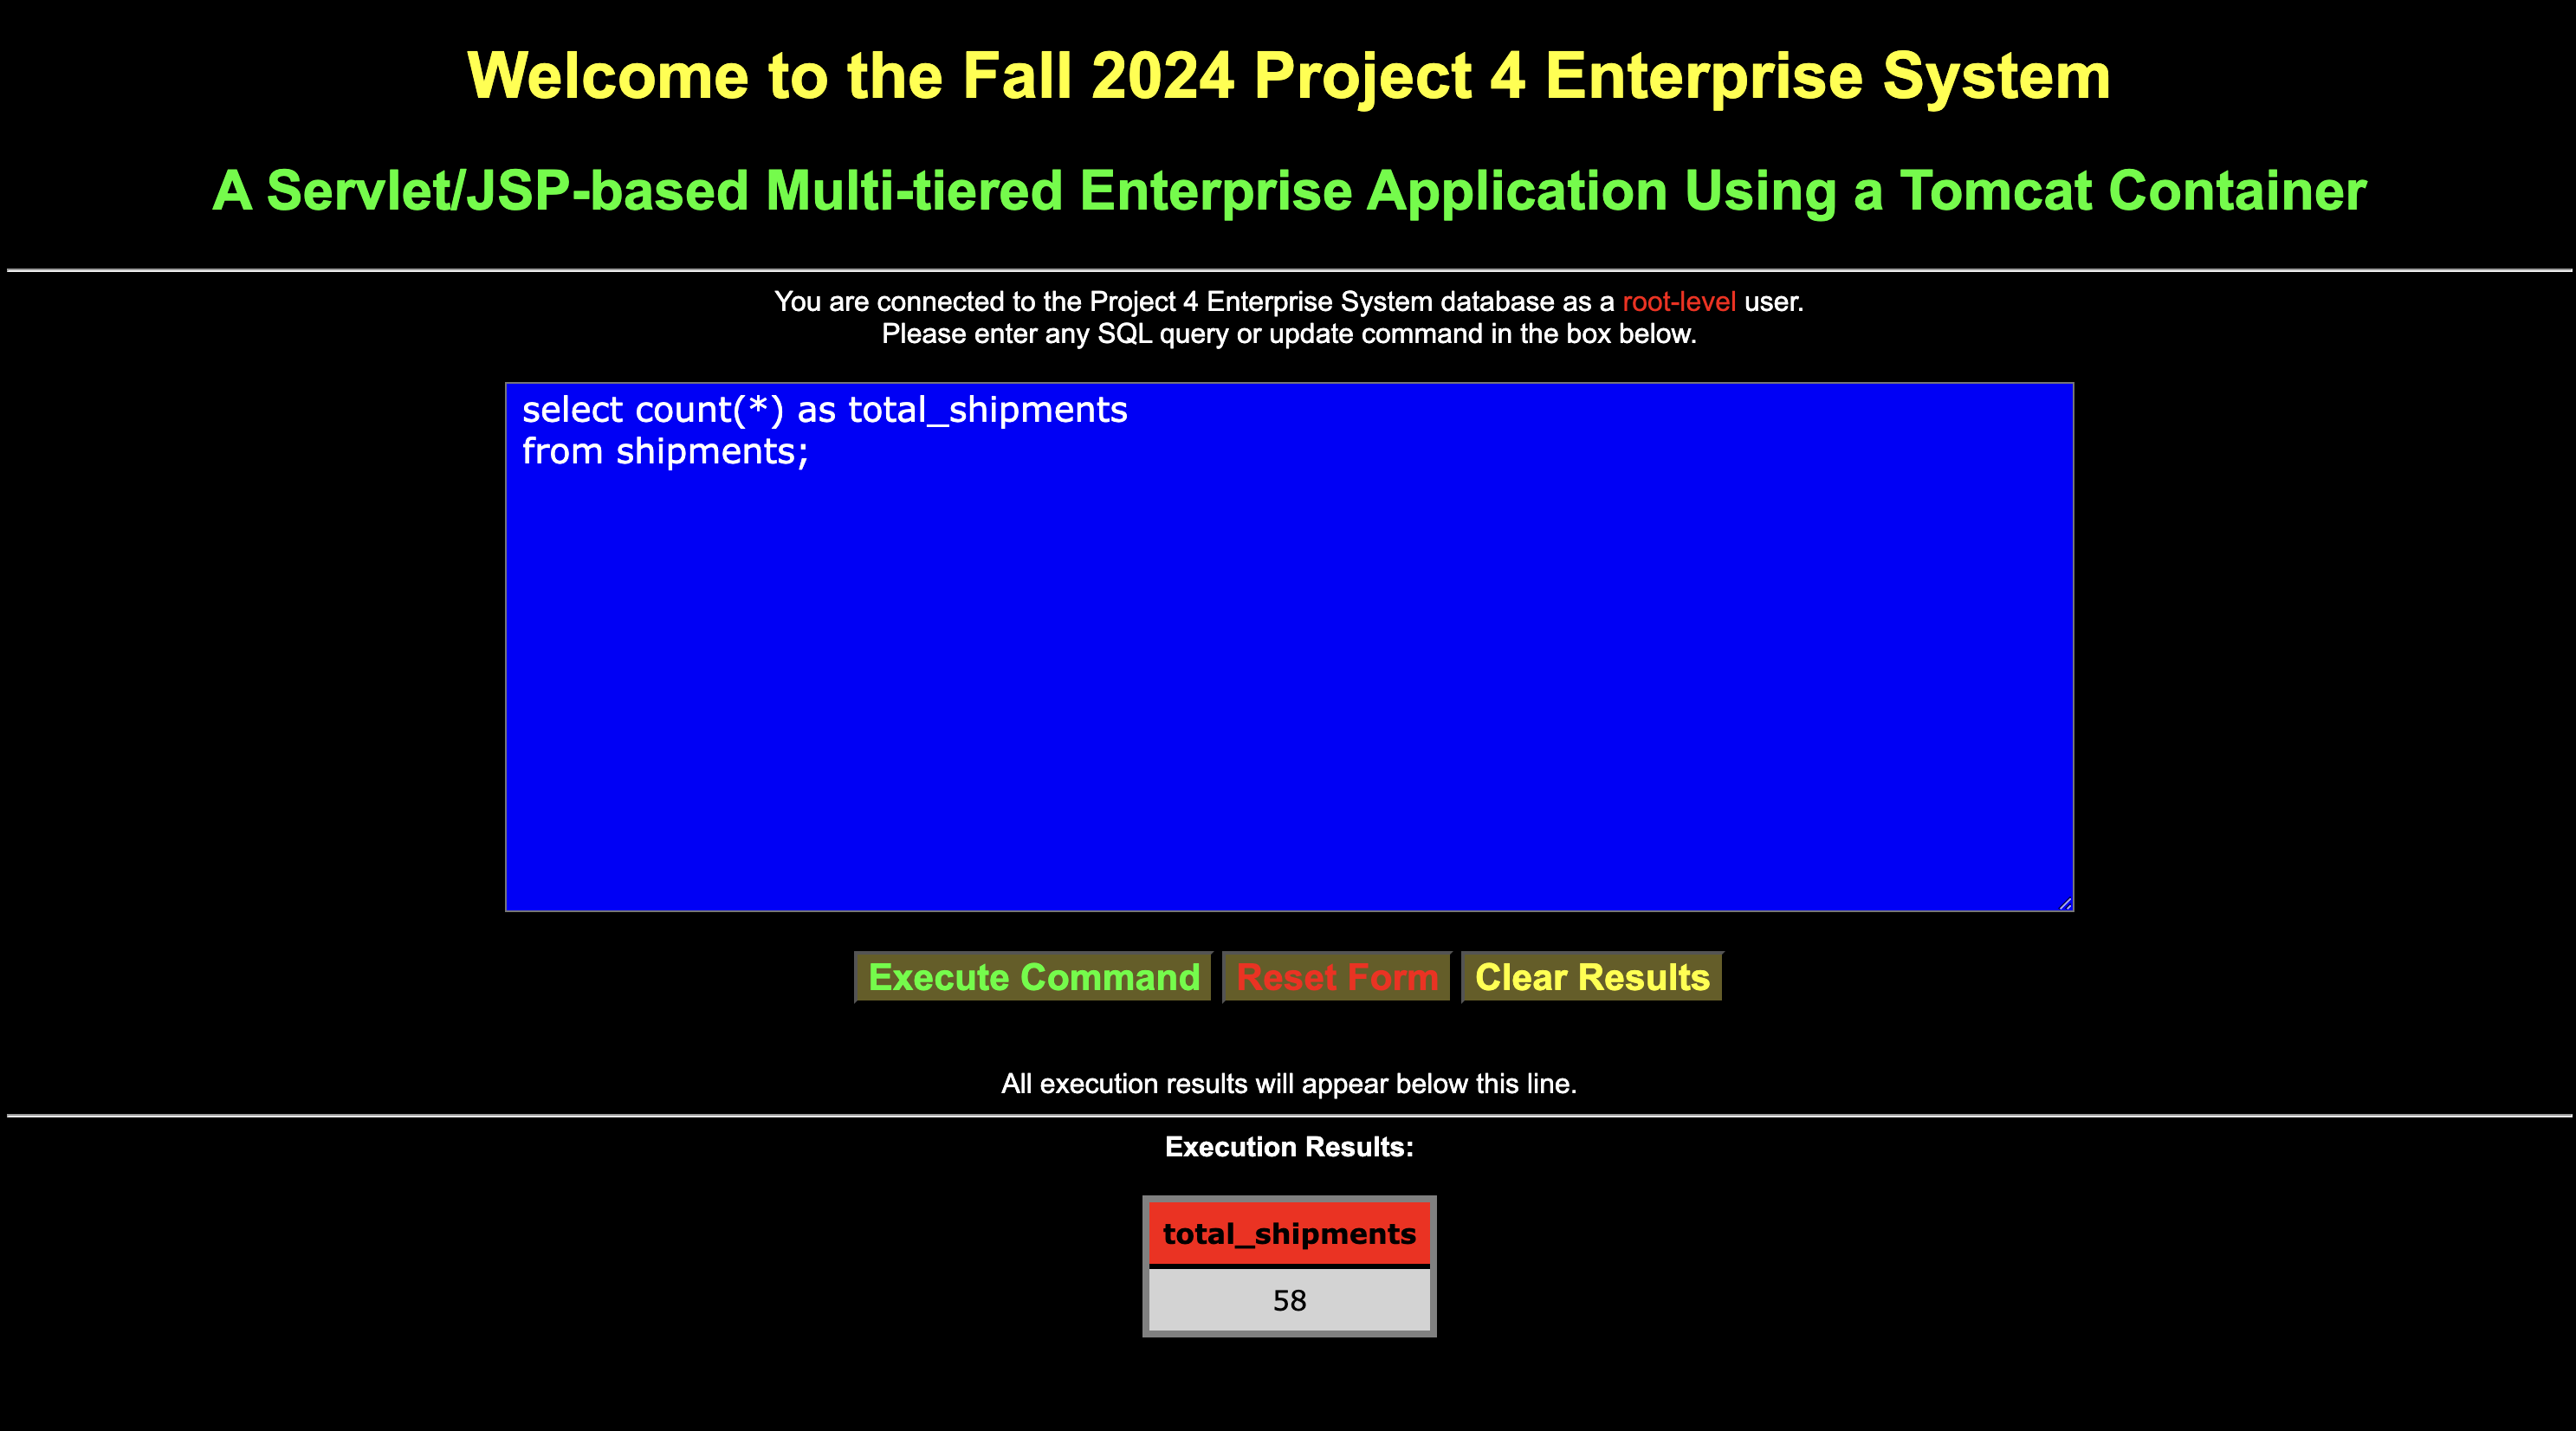 Welcome to the Fall 2024 Project 4 Enterprise System
A Servlet/JSP-based Multi-tiered Enterprise Application Using a Tomcat Container
You are connected to the Project 4 Enterprise System database as a root-level user.
Please enter any SQL query or update command in the box below.
select count(*) as total_shipments
from shipments;
Execute Command Reset Form Clear Results
All execution results will appear below this line.
Execution Results:
total_shipments
58